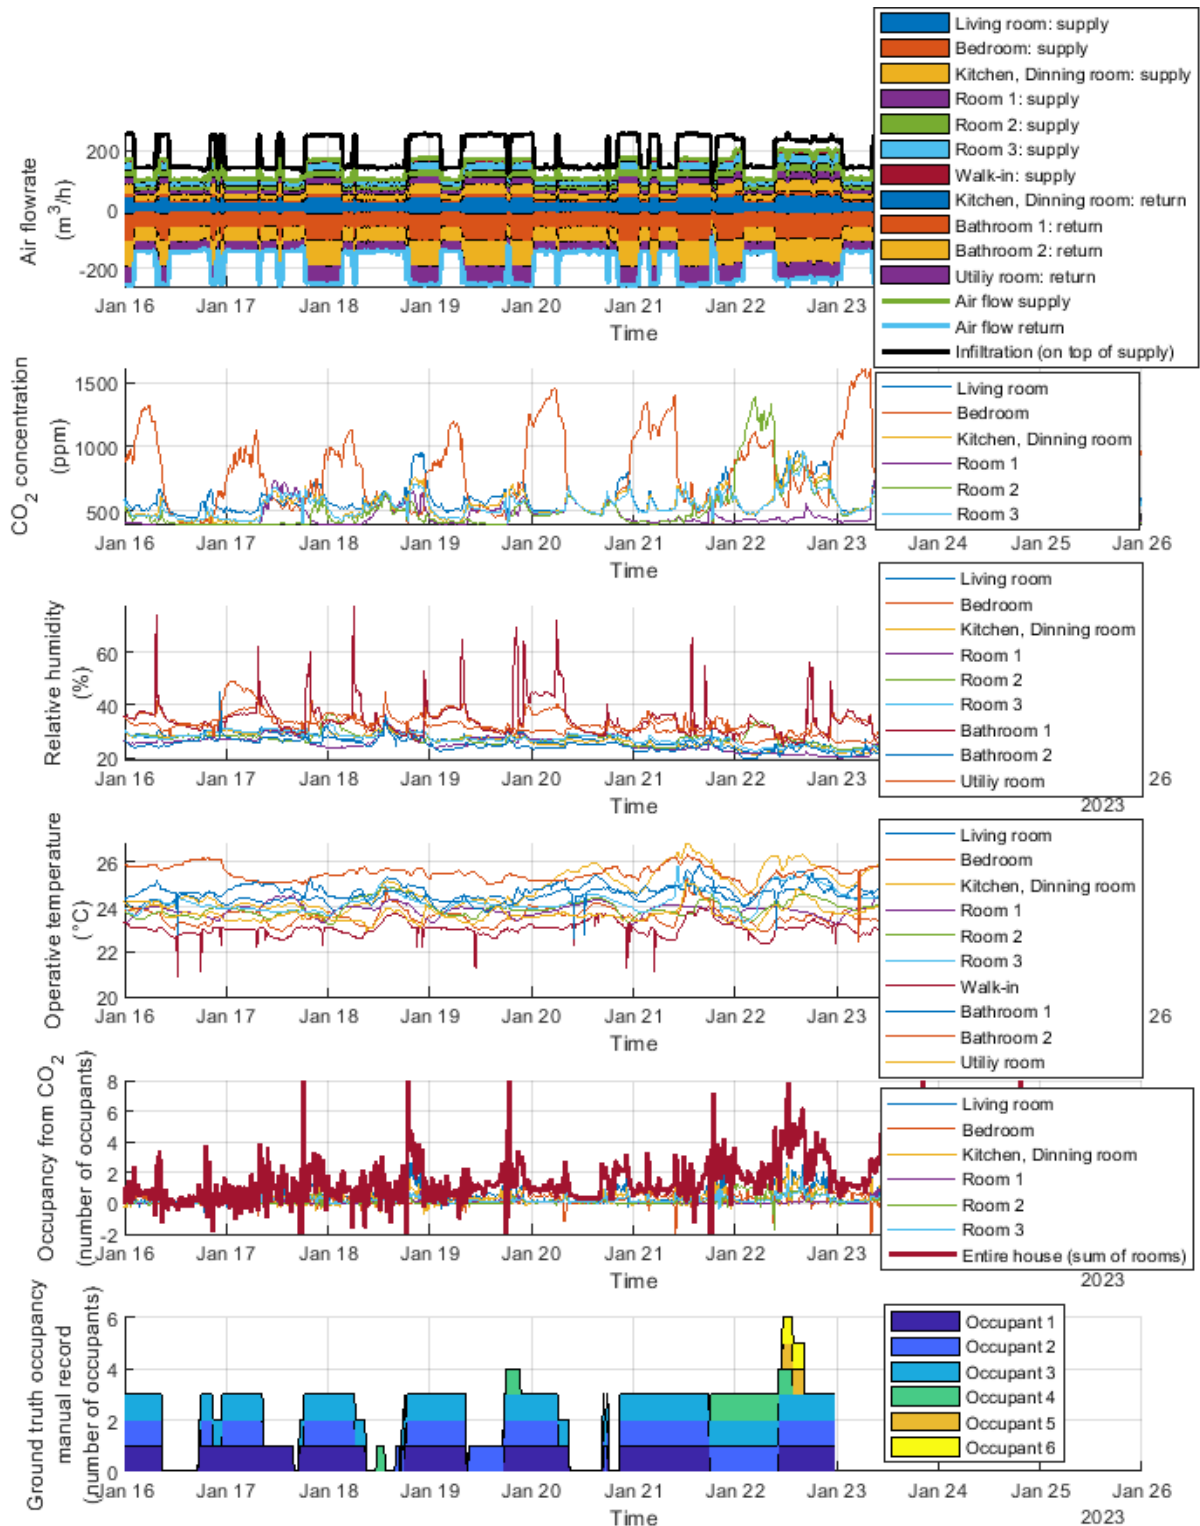 Living room: supply
Bedroom: supply
Kitchen, Dinning room: supply
Room 1: supply
Room 2: supply
Room 3: supply
Walk-in: supply
Kitchen, Dinning room: return
Bathroom 1: return
Bathroom 2: return
Utiliy room: return
Air flow supply
Air flow return
Infiltration (on top of supply)
Air flowrate
(m³/h)
200
0
-200
Jan 16 Jan 17 Jan 18 Jan 19 Jan 20 Jan 21 Jan 22 Jan 23
Time
CO₂ concentration
(ppm)
1500
1000
500
Living room
Bedroom
Kitchen, Dinning room
Room 1
Room 2
Room 3
Jan 16 Jan 17 Jan 18 Jan 19 Jan 20 Jan 21 Jan 22 Jan 23 Jan 24 Jan 25 Jan 26
Time
Relative humidity
(%)
60
40
20
Living room
Bedroom
Kitchen, Dinning room
Room 1
Room 2
Room 3
Bathroom 1
Bathroom 2
Utiliy room
Jan 16 Jan 17 Jan 18 Jan 19 Jan 20 Jan 21 Jan 22 Jan 23 26
Time
2023
Operative temperature
(°C)
26
24
22
20
Living room
Bedroom
Kitchen, Dinning room
Room 1
Room 2
Room 3
Walk-in
Bathroom 1
Bathroom 2
Utiliy room
Jan 16 Jan 17 Jan 18 Jan 19 Jan 20 Jan 21 Jan 22 Jan 23 26
Time
Occupancy from CO₂
(number of occupants)
8
6
4
2
0
-2
Living room
Bedroom
Kitchen, Dinning room
Room 1
Room 2
Room 3
Entire house (sum of rooms)
Jan 16 Jan 17 Jan 18 Jan 19 Jan 20 Jan 21 Jan 22 Jan 23
Time
2023
Ground truth occupancy
manual record
(number of occupants)
6
4
2
0
Occupant 1
Occupant 2
Occupant 3
Occupant 4
Occupant 5
Occupant 6
Jan 16 Jan 17 Jan 18 Jan 19 Jan 20 Jan 21 Jan 22 Jan 23 Jan 24 Jan 25 Jan 26
Time
2023